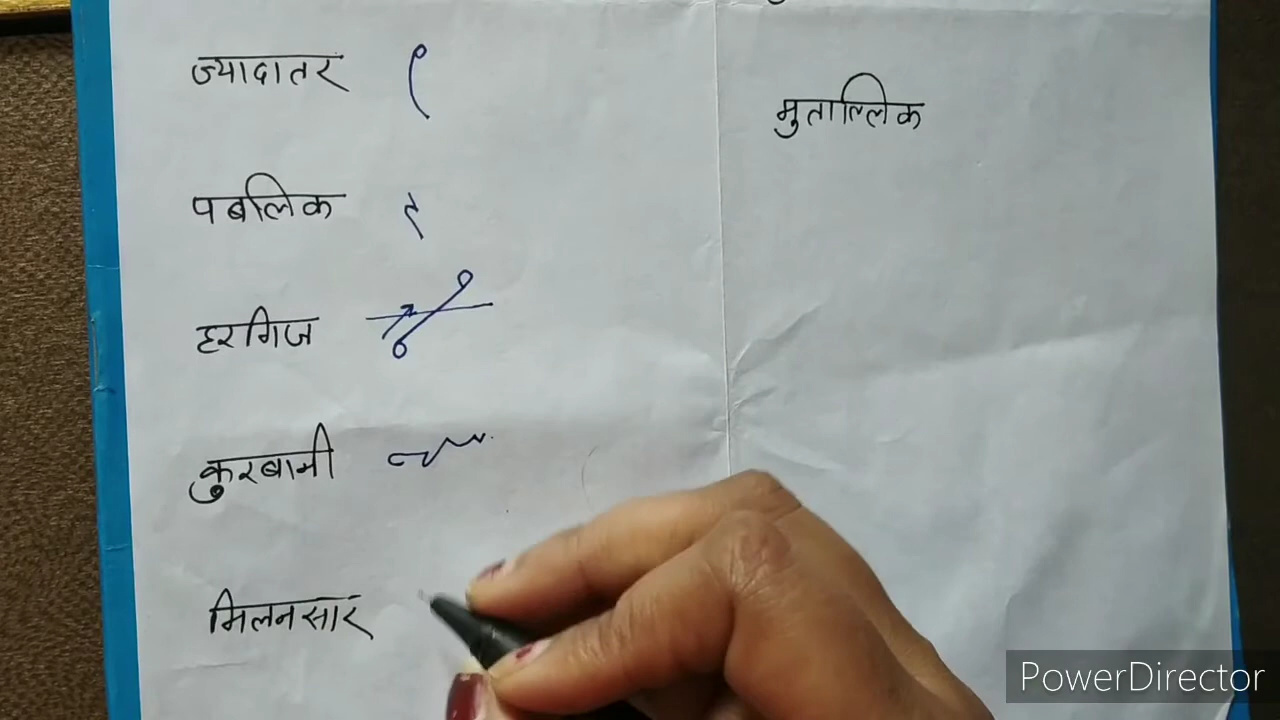 ज्यादातर
पबलिक
हरगिज
कुरबानी
मिलनसार
मुताल्लिक
PowerDirector